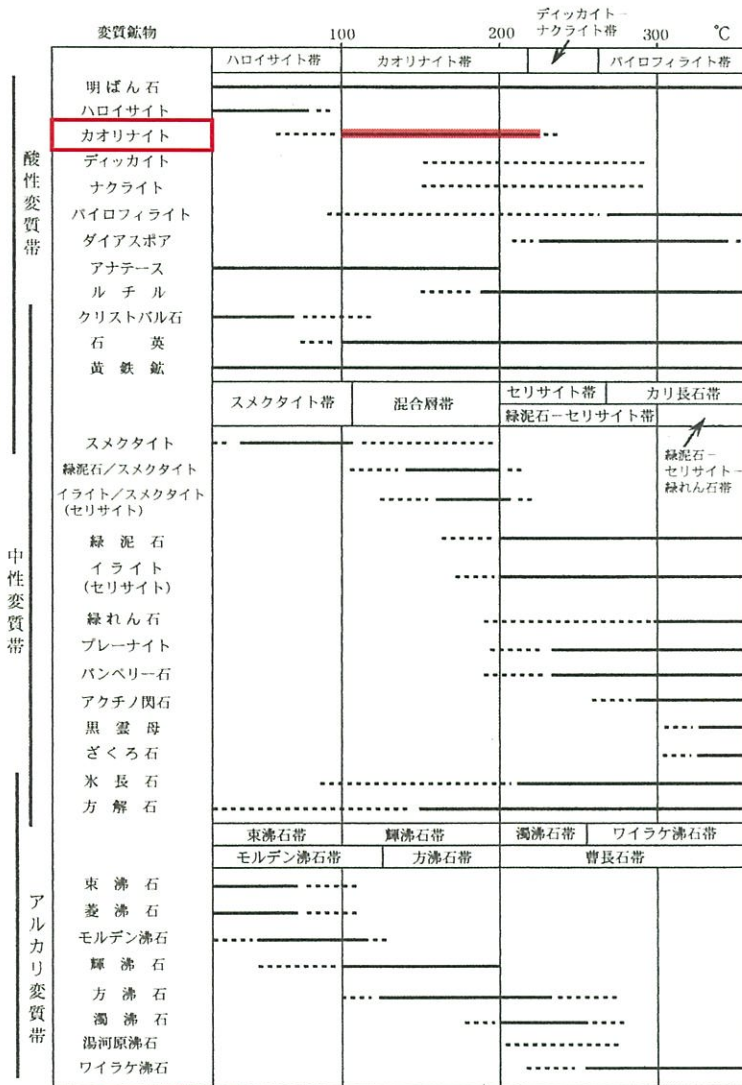 ディッカイト－
ナクライト帯
変質鉱物 100 200 300 ℃
ハロイサイト帯 カオリナイト帯 パイロフィライト帯
酸性変質帯
明ばん石
ハロイサイト
カオリナイト
ディッカイト
ナクライト
パイロフィライト
ダイアスポア
アナテース
ルチル
クリストバル石
石英
黄鉄鉱
スメクタイト帯 混合層帯 セリサイト帯 カリ長石帯
緑泥石－セリサイト帯
緑泥石－
セリサイト－
緑れん石帯
中性変質帯
スメクタイト
緑泥石/スメクタイト
イライト/スメクタイト
(セリサイト)
緑泥石
イライト
(セリサイト)
緑れん石
プレーナイト
パンペリー石
アクチノ閃石
黒雲母
ざくろ石
氷長石
方解石
束沸石帯 輝沸石帯 濁沸石帯 ワイラケ沸石帯
モルデン沸石帯 方沸石帯 曹長石帯
アルカリ変質帯
束沸石
菱沸石
モルデン沸石
輝沸石
方沸石
濁沸石
湯河原沸石
ワイラケ沸石